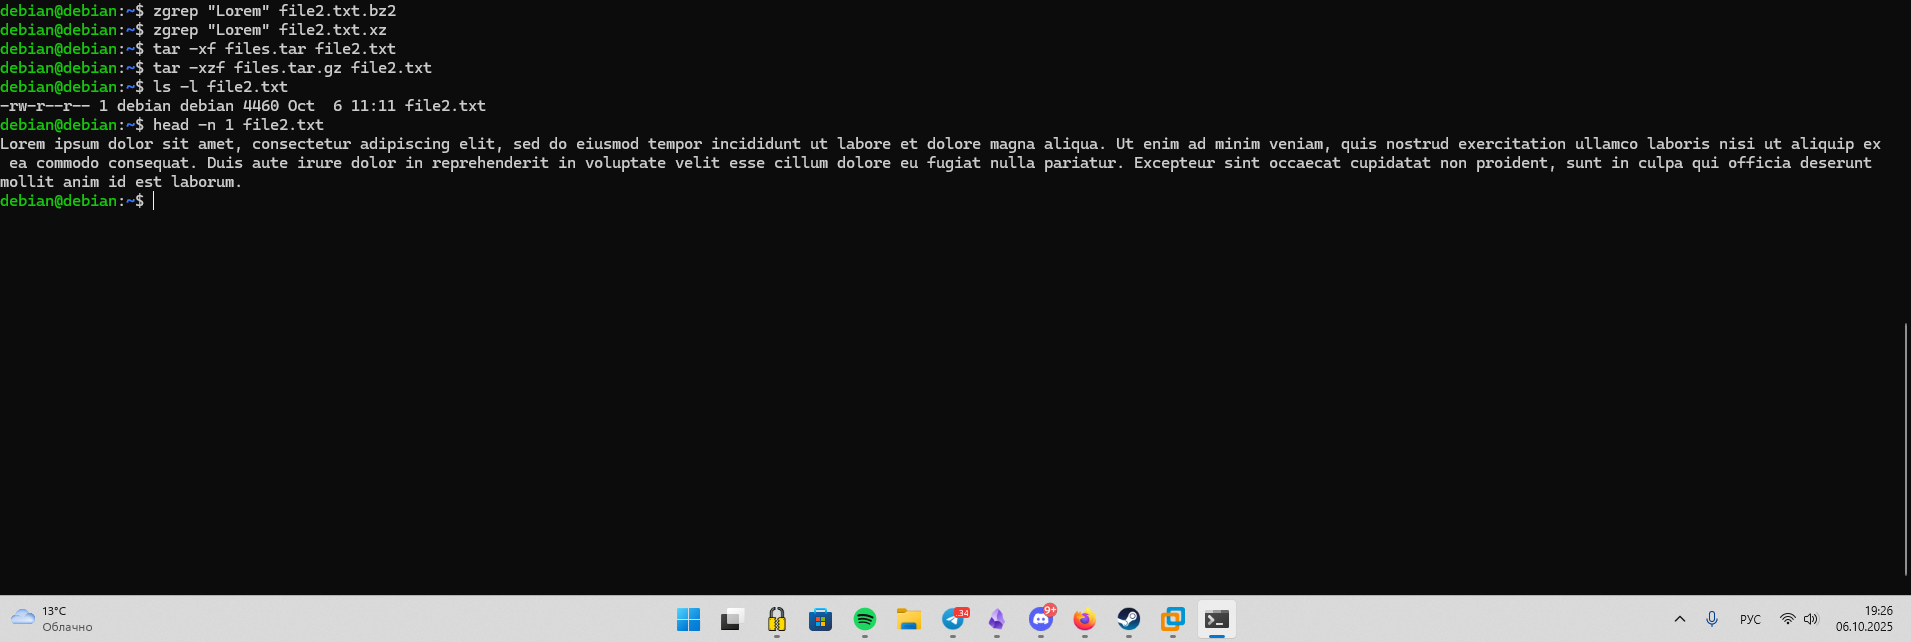 debian@debian:~$ zgrep "Lorem" file2.txt.bz2
debian@debian:~$ zgrep "Lorem" file2.txt.xz
debian@debian:~$ tar -xf files.tar file2.txt
debian@debian:~$ tar -xzf files.tar.gz file2.txt
debian@debian:~$ ls -l file2.txt
-rw-r--r-- 1 debian debian 4460 Oct  6 11:11 file2.txt
debian@debian:~$ head -n 1 file2.txt
Lorem ipsum dolor sit amet, consectetur adipiscing elit, sed do eiusmod tempor incididunt ut labore et dolore magna aliqua. Ut enim ad minim veniam, quis nostrud exercitation ullamco laboris nisi ut aliquip ex
 ea commodo consequat. Duis aute irure dolor in reprehenderit in voluptate velit esse cillum dolore eu fugiat nulla pariatur. Excepteur sint occaecat cupidatat non proident, sunt in culpa qui officia deserunt
mollit anim id est laborum.
debian@debian:~$
13°C
Облачно
34
9+
РУС
19:26
06.10.2025